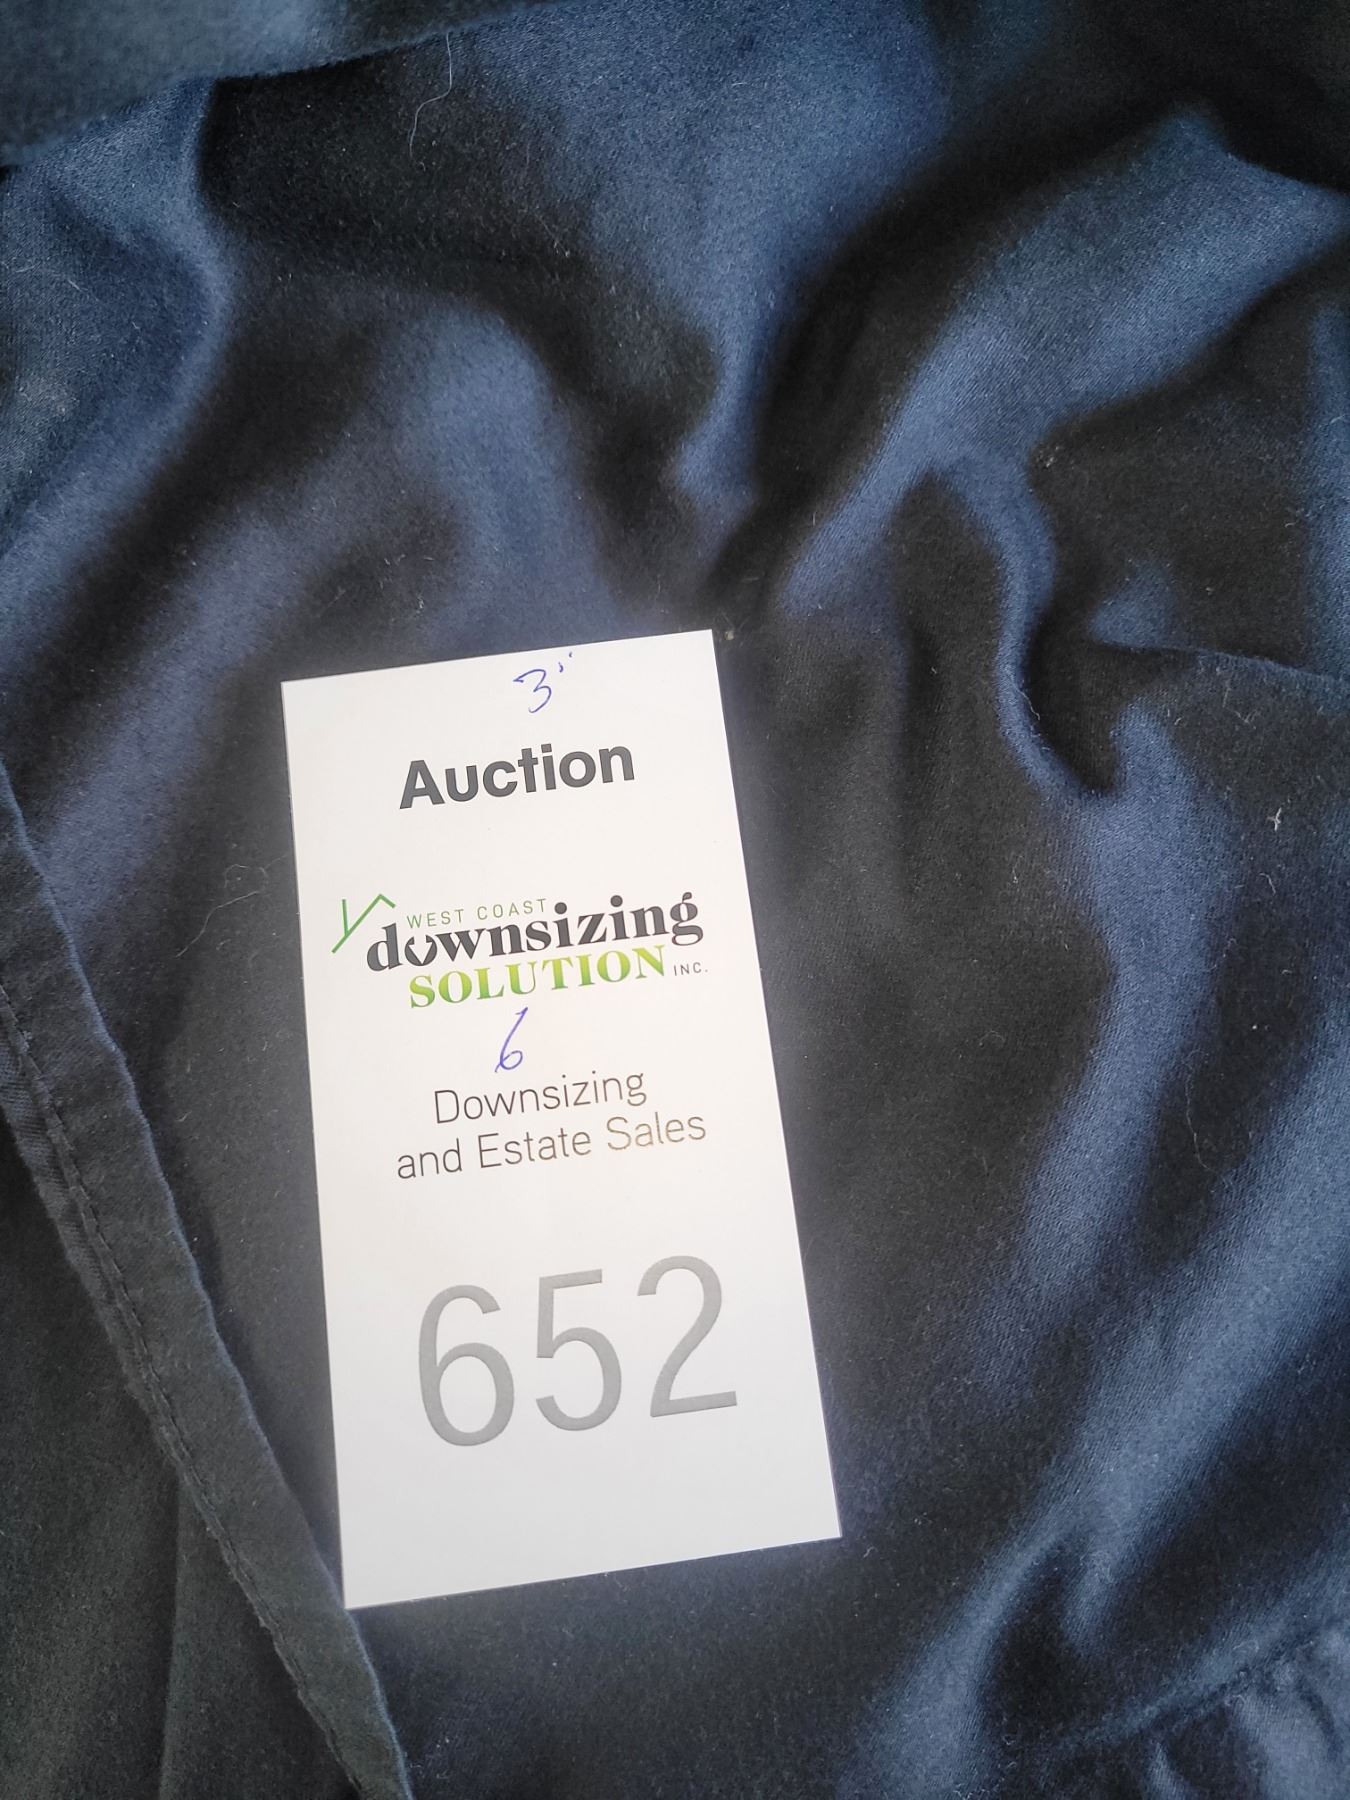 3"
Auction
WEST COAST
downsizing
SOLUTION INC.
6
Downsizing
and Estate Sales
652